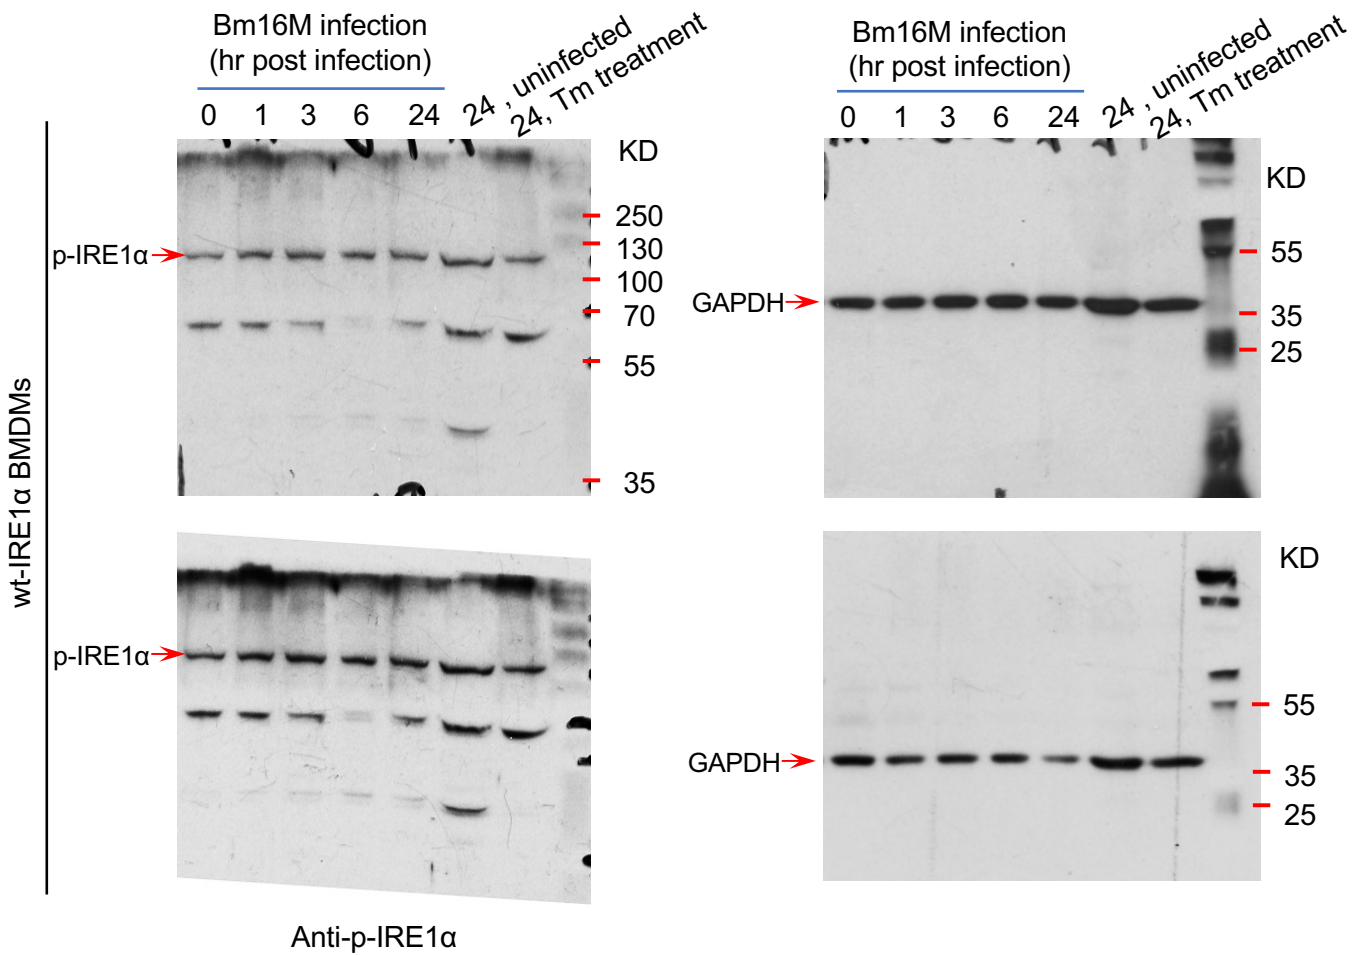 Bm16M infection
(hr post infection)
0 1 3 6 24 24 , uninfected 24, Tm treatment
KD
250
130
100
70
55
35
p-IRE1α
Bm16M infection
(hr post infection)
0 1 3 6 24 24 , uninfected 24, Tm treatment
KD
55
35
25
GAPDH
wt-IRE1α BMDMs
p-IRE1α
Anti-p-IRE1α
KD
55
35
25
GAPDH